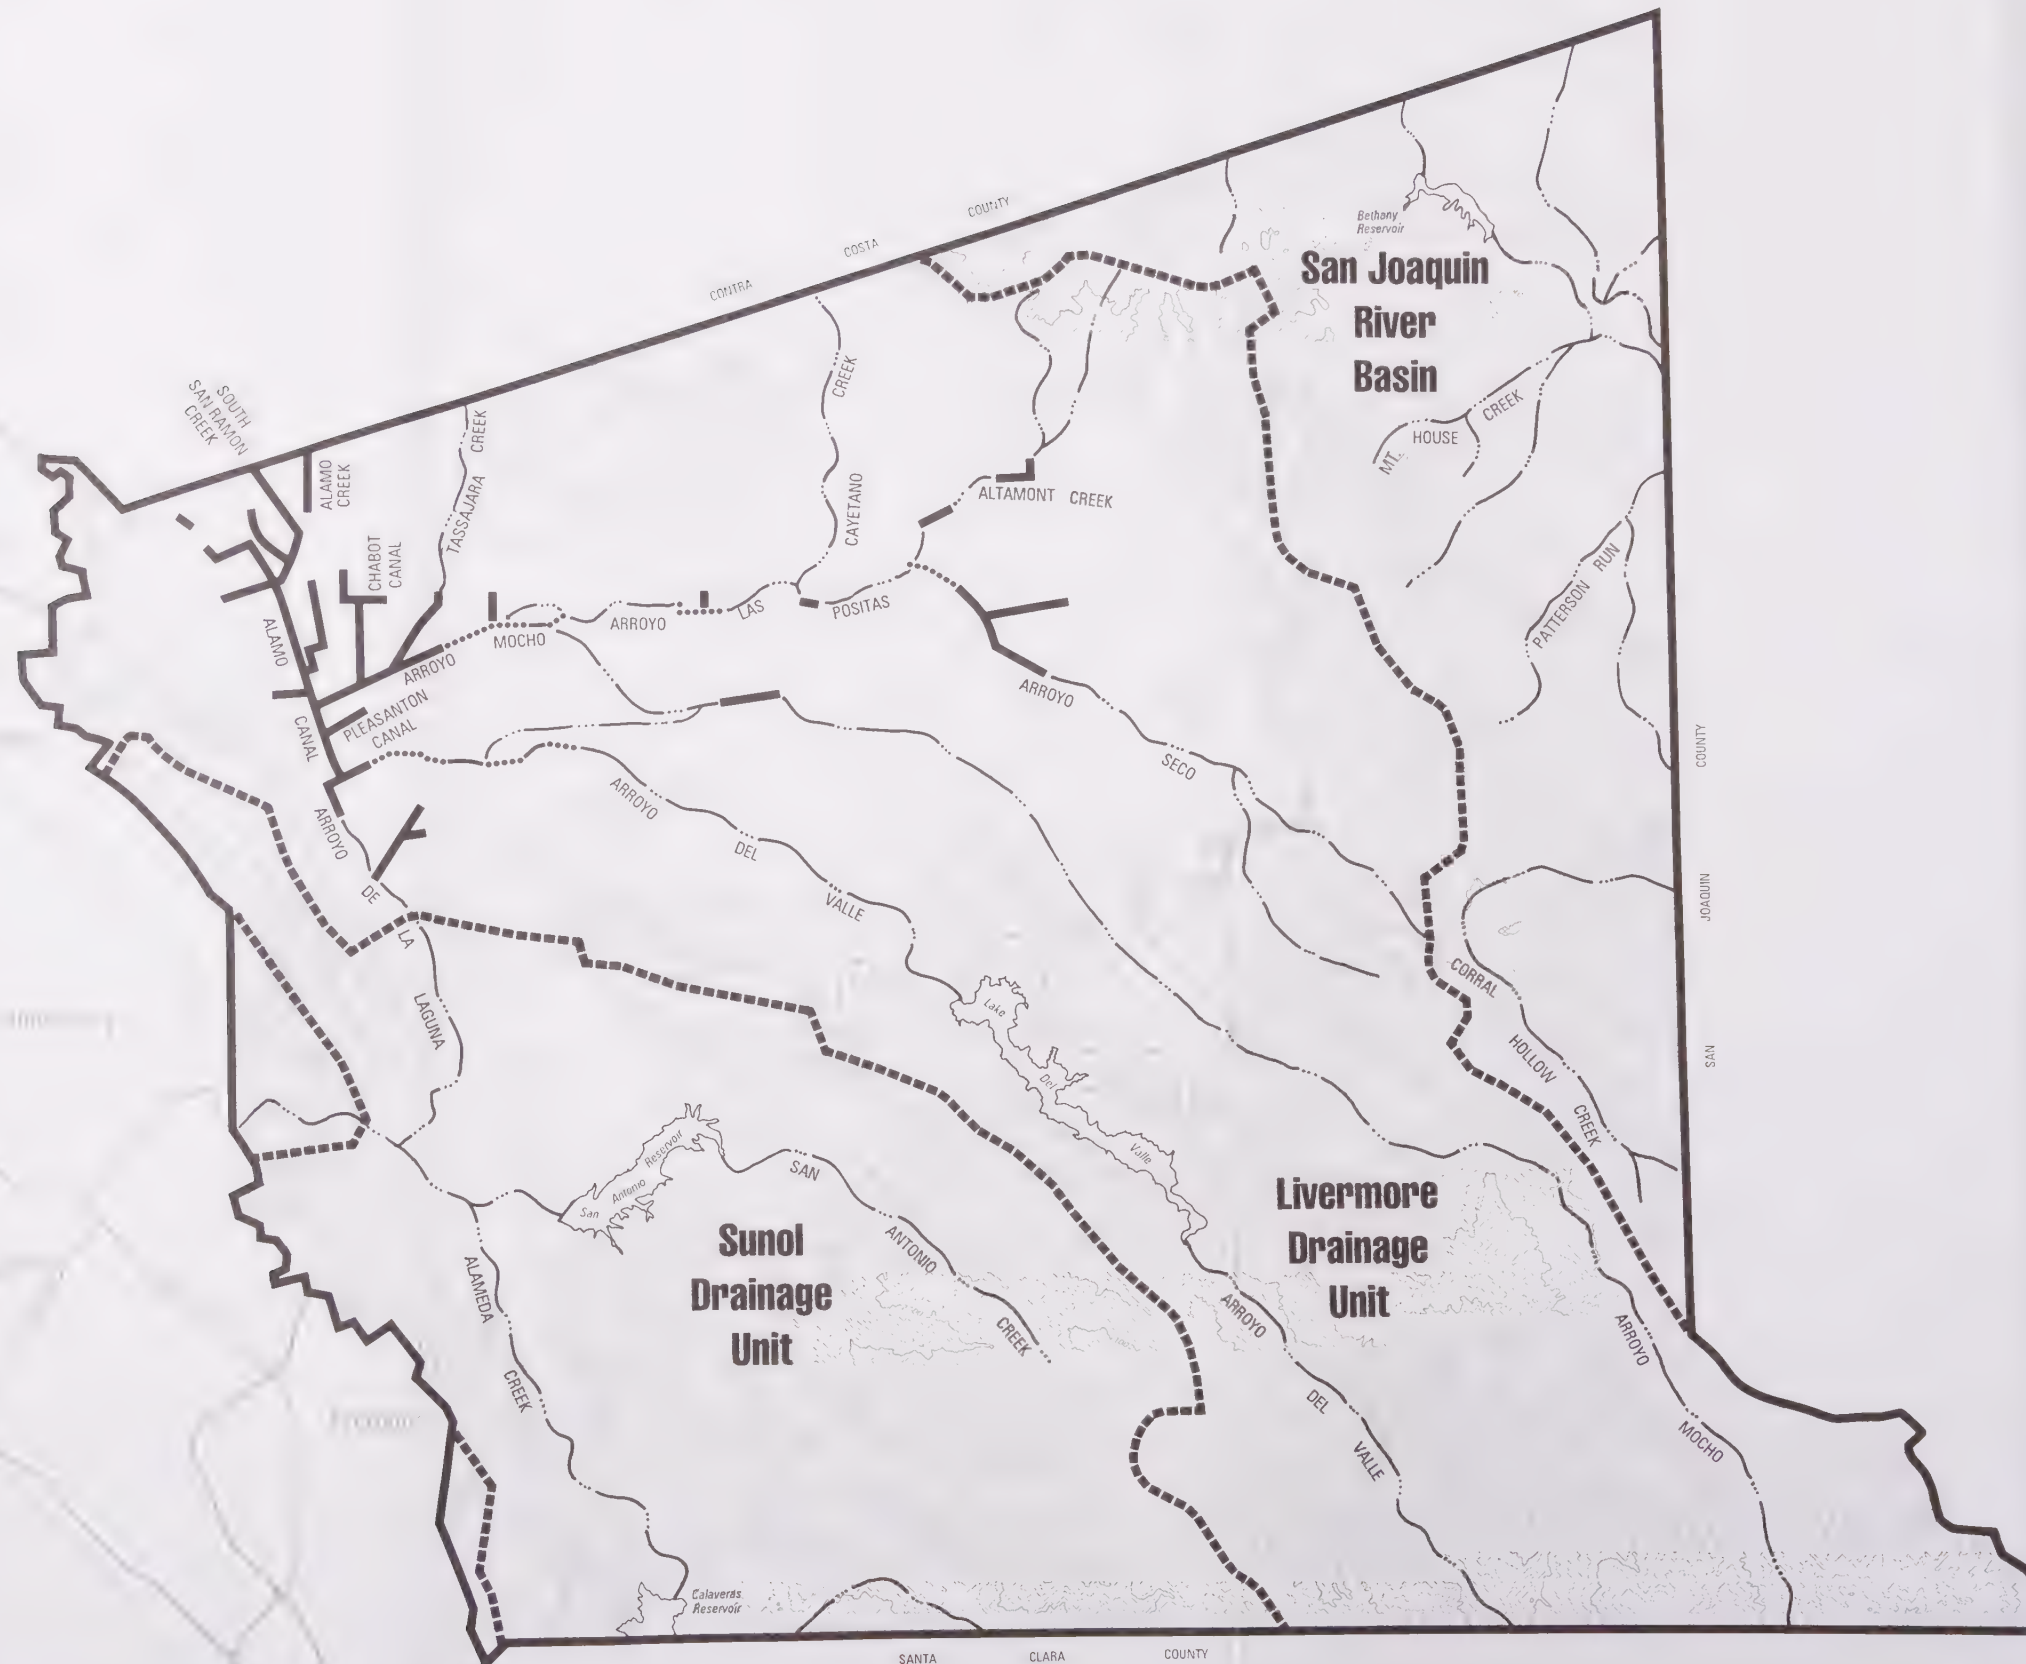 CONTRA COSTA COUNTY
Bethany
Reservoir
San Joaquin
River
Basin
SOUTH
SAN RAMON
CREEK
ALAMO
CREEK
TASSAJARA CREEK
CHABOT
CANAL
CAYETANO CREEK
ALTAMONT CREEK
MT. HOUSE CREEK
PATTERSON RUN
ALAMO CANAL
ARROYO MOCHO
ARROYO LAS POSITAS
PLEASANTON
CANAL
ARROYO SECO
ARROYO DEL VALLE
ARROYO DE LA LAGUNA
CORRAL HOLLOW CREEK
SAN JOAQUIN COUNTY
Lake Del Valle
San Antonio Reservoir
SAN ANTONIO CREEK
Sunol
Drainage
Unit
Livermore
Drainage
Unit
ALAMEDA CREEK
ARROYO DEL VALLE
ARROYO MOCHO
Fremont
Calaveras
Reservoir
SANTA CLARA COUNTY